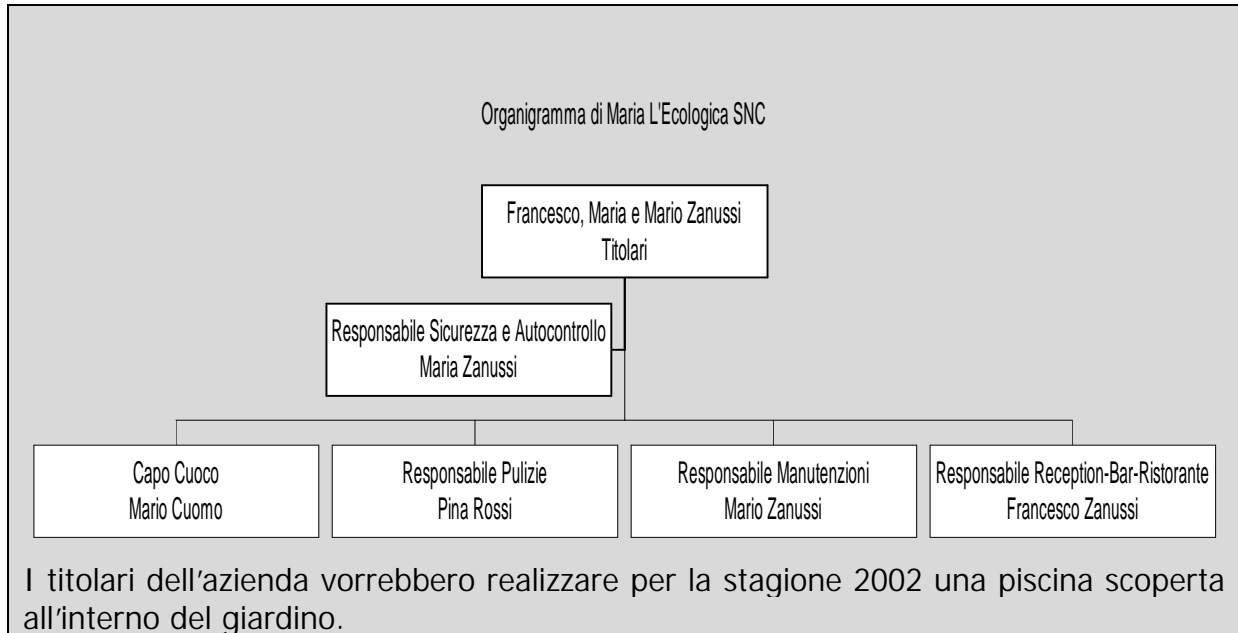 Organigramma di Maria L'Ecologica SNC
Francesco, Maria e Mario Zanussi
Titolari
Responsabile Sicurezza e Autocontrollo
Maria Zanussi
Capo Cuoco
Mario Cuomo
Responsabile Pulizie
Pina Rossi
Responsabile Manutenzioni
Mario Zanussi
Responsabile Reception-Bar-Ristorante
Francesco Zanussi
I titolari dell'azienda vorrebbero realizzare per la stagione 2002 una piscina scoperta
all'interno del giardino.